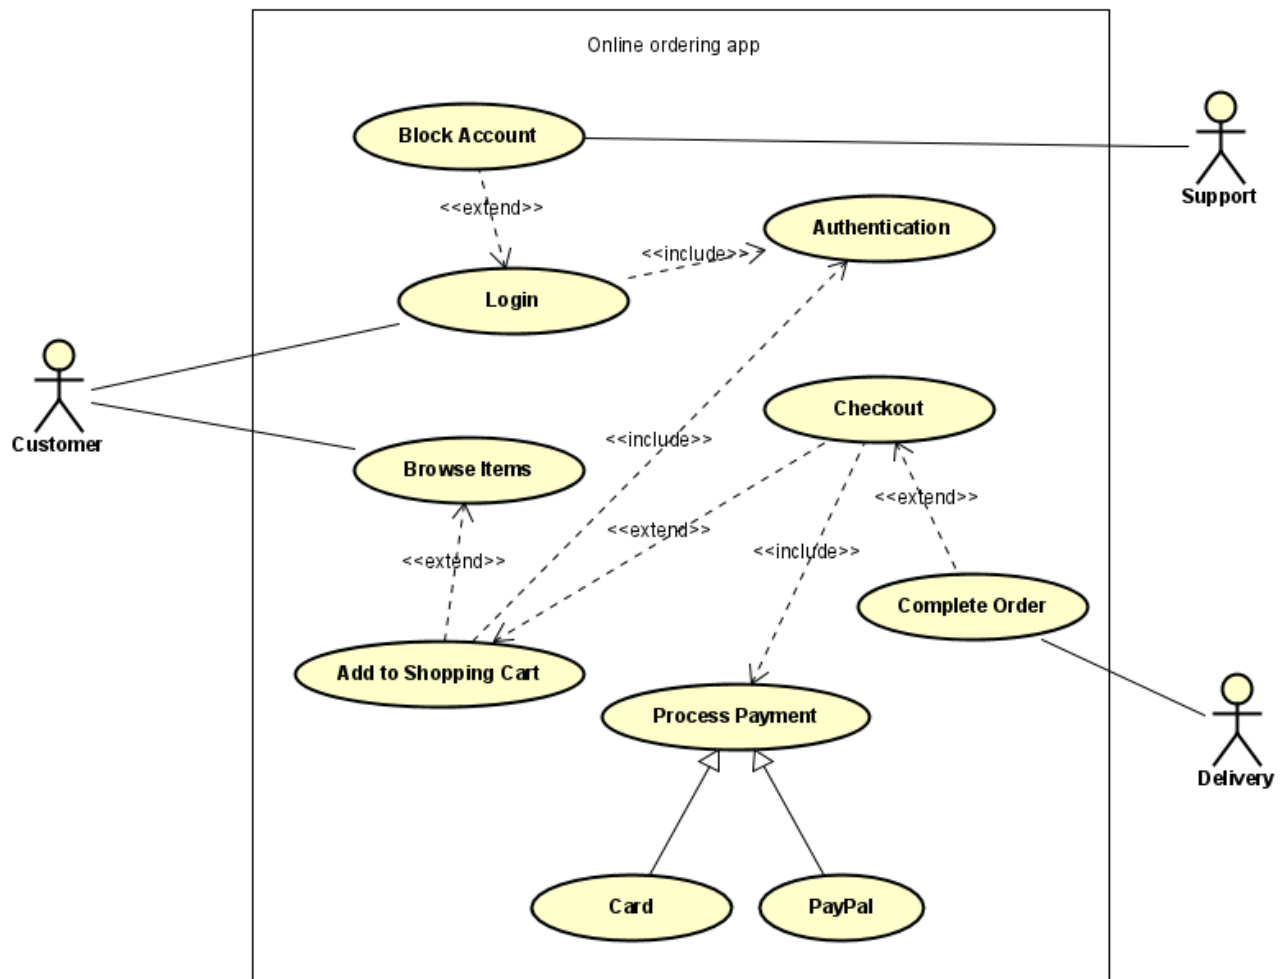 Online ordering app
Block Account
Support
<<extend>>
Authentication
<<include>>
Login
Customer
Checkout
<<include>>
Browse Items
<<extend>>
<<extend>>
<<include>>
<<extend>>
Complete Order
Add to Shopping Cart
Process Payment
Delivery
Card
PayPal